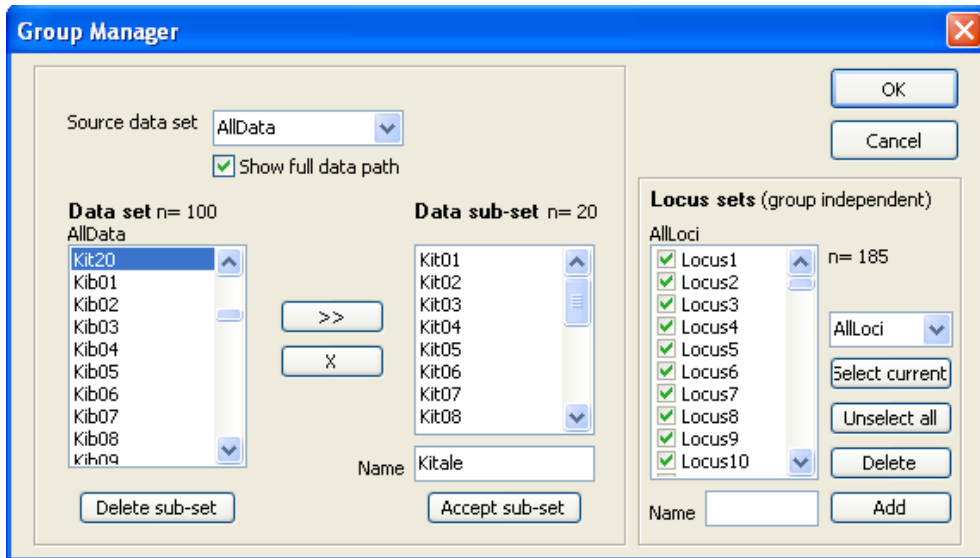 Group Manager
Source data set AllData
Show full data path
Data set n= 100
AllData
Kit20
Kib01
Kib02
Kib03
Kib04
Kib05
Kib06
Kib07
Kib08
Kib09
Delete sub-set
>>
X
Data sub-set n= 20
Kit01
Kit02
Kit03
Kit04
Kit05
Kit06
Kit07
Kit08
Name Kitale
Accept sub-set
OK
Cancel
Locus sets (group independent)
AllLoci
Locus1
Locus2
Locus3
Locus4
Locus5
Locus6
Locus7
Locus8
Locus9
Locus10
n= 185
AllLoci
Select current
Unselect all
Delete
Name
Add